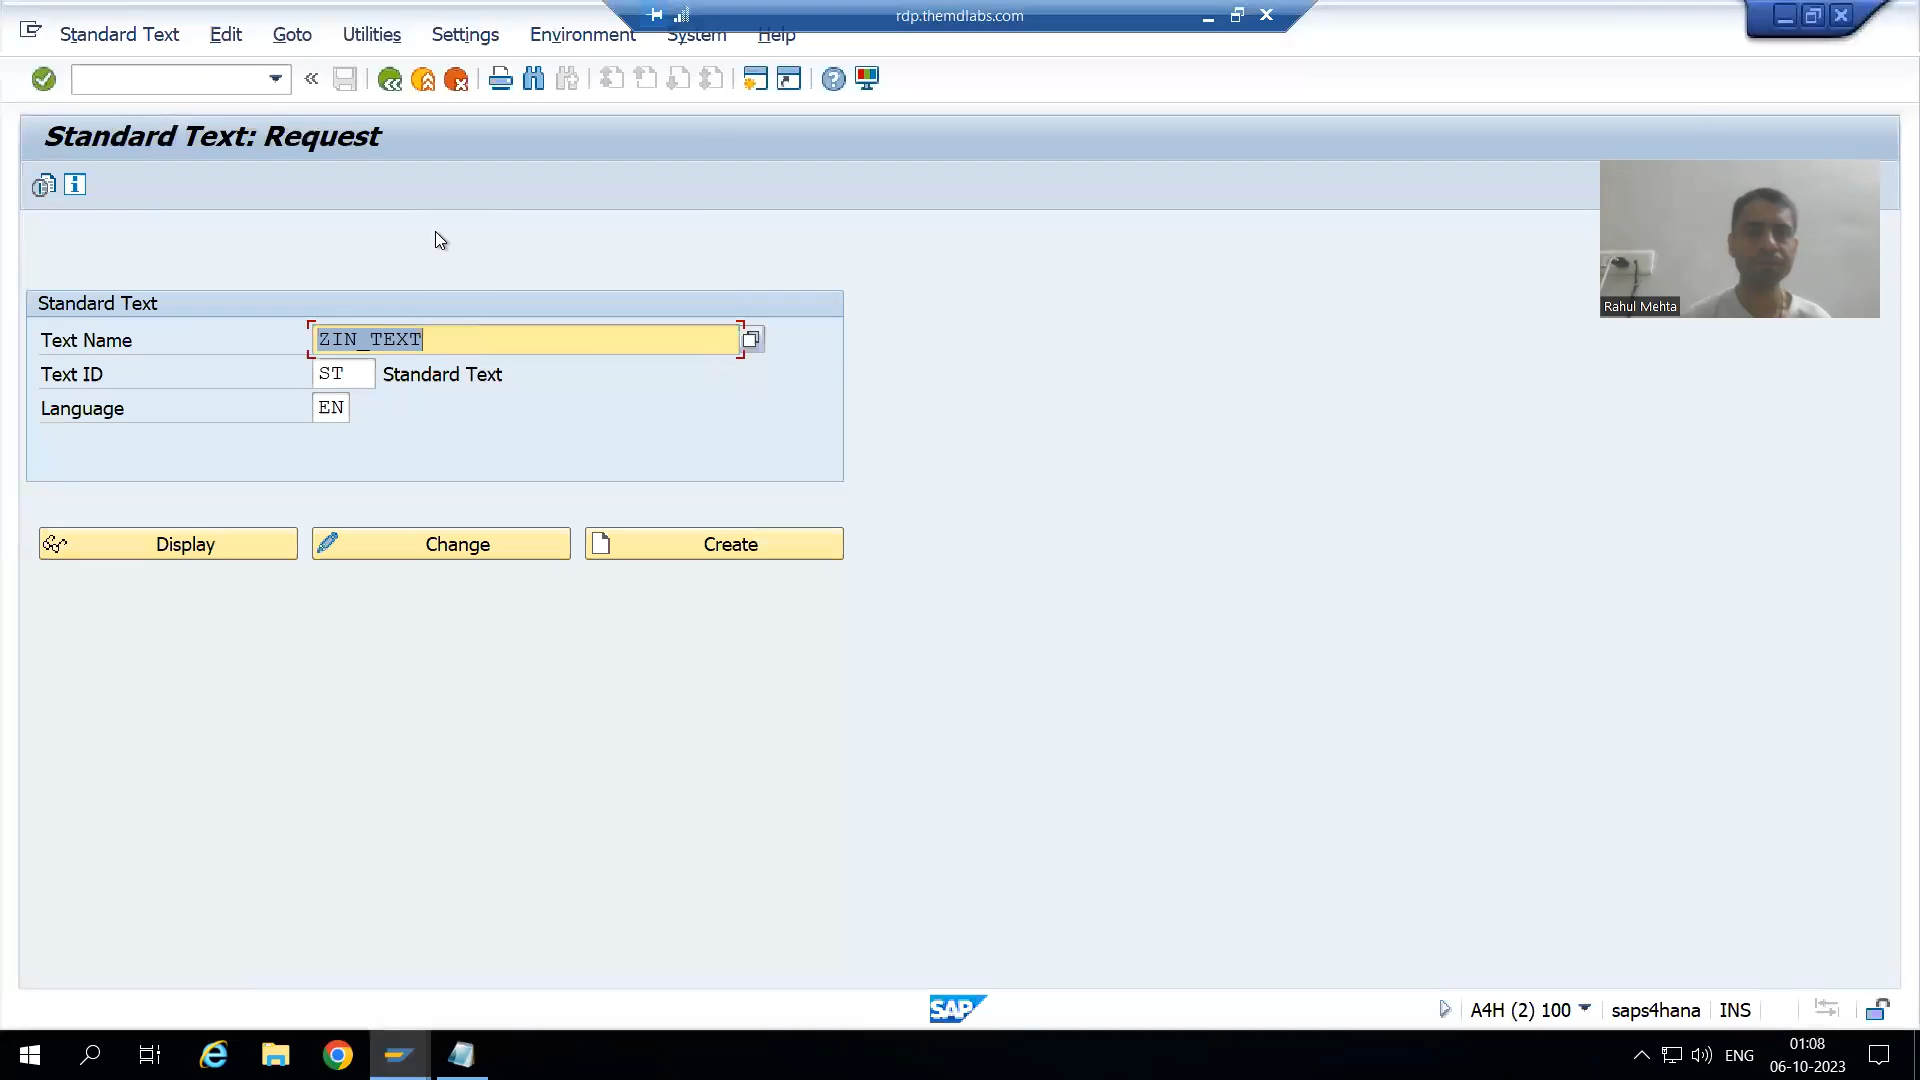 rdp.themdlabs.com
Standard Text Edit Goto Utilities Settings Environment System Help
Standard Text: Request
Rahul Mehta
Standard Text
Text Name ZIN_TEXT
Text ID ST Standard Text
Language EN
Display Change Create
SAP A4H (2) 100 saps4hana INS
ENG 01:08
06-10-2023